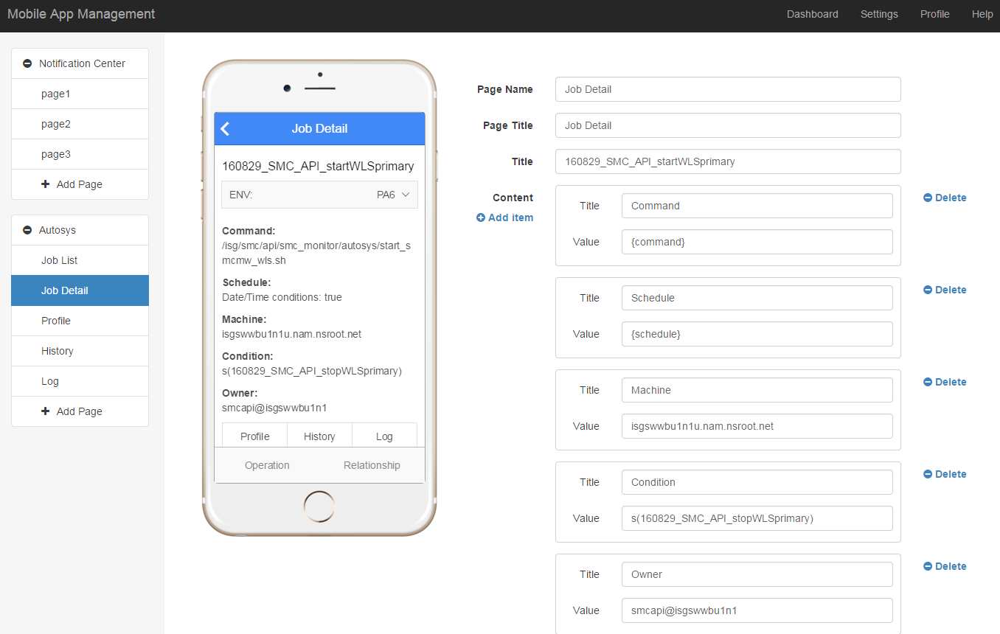 Mobile App Management
Dashboard
Settings
Profile
Help
Notification Center
page1
page2
page3
Add Page
Autosys
Job List
Job Detail
Profile
History
Log
Add Page
Job Detail
160829_SMC_API_startWLSprimary
ENV:
PA6
Command:
/isg/smc/api/smc_monitor/autosys/start_s
mcmw_wls.sh
Schedule:
Date/Time conditions: true
Machine:
isgswwbu1n1u.nam.nsroot.net
Condition:
s(160829_SMC_API_stopWLSprimary)
Owner:
smcapi@isgswwbu1n1
Profile
History
Log
Operation
Relationship
Page Name
Job Detail
Page Title
Job Detail
Title
160829_SMC_API_startWLSprimary
Content
Add item
Title
Command
Value
{command}
Delete
Title
Schedule
Value
{schedule}
Delete
Title
Machine
Value
isgswwbu1n1u.nam.nsroot.net
Delete
Title
Condition
Value
s(160829_SMC_API_stopWLSprimary)
Delete
Title
Owner
Value
smcapi@isgswwbu1n1
Delete